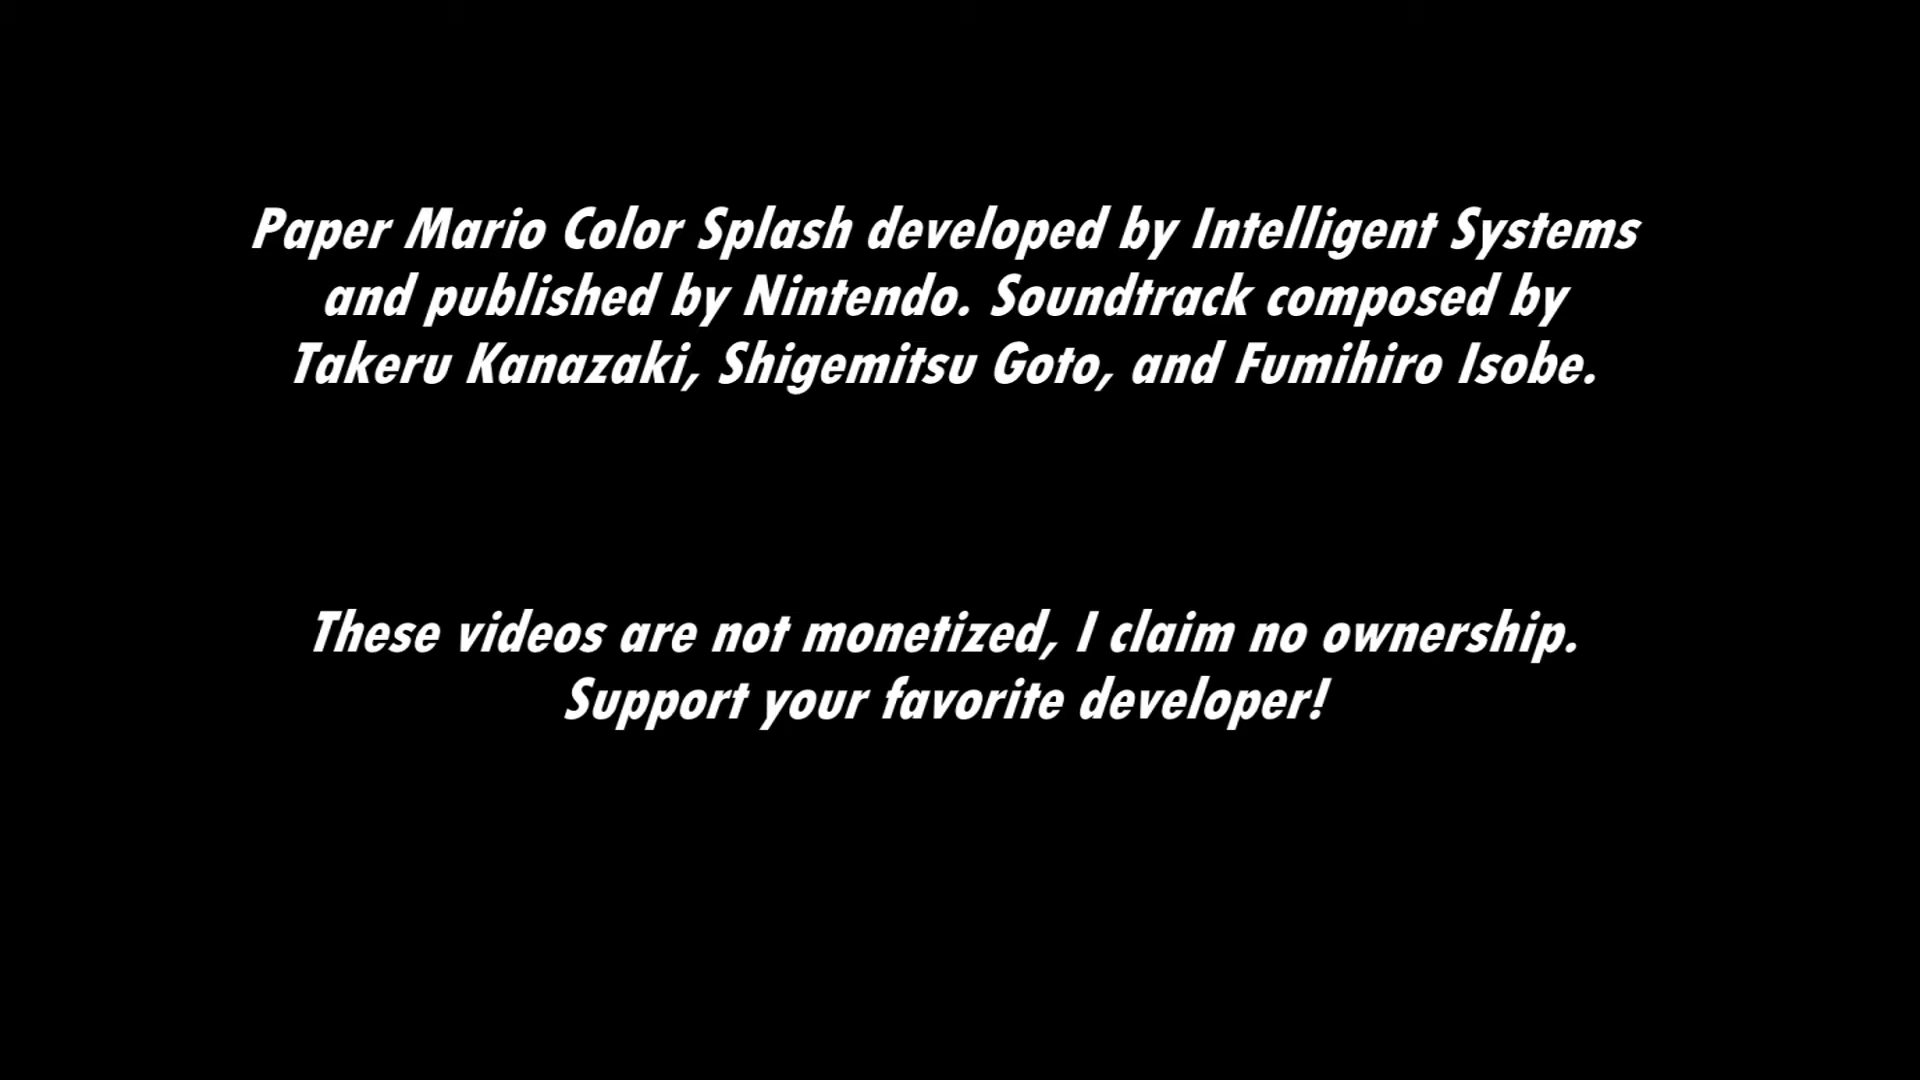 Paper Mario Color Splash developed by Intelligent Systems
and published by Nintendo. Soundtrack composed by
Takeru Kanazaki, Shigemitsu Goto, and Fumihiro Isobe.
These videos are not monetized, I claim no ownership.
Support your favorite developer!